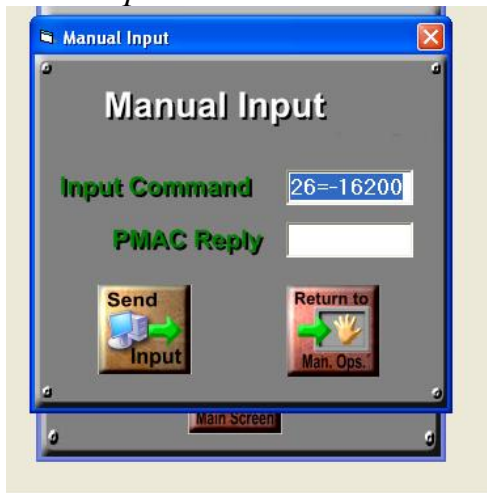 Manual Input
Manual Input
Input Command 26=-16200
PMAC Reply
Send
Input
Return to
Man. Ops.
Main Screen